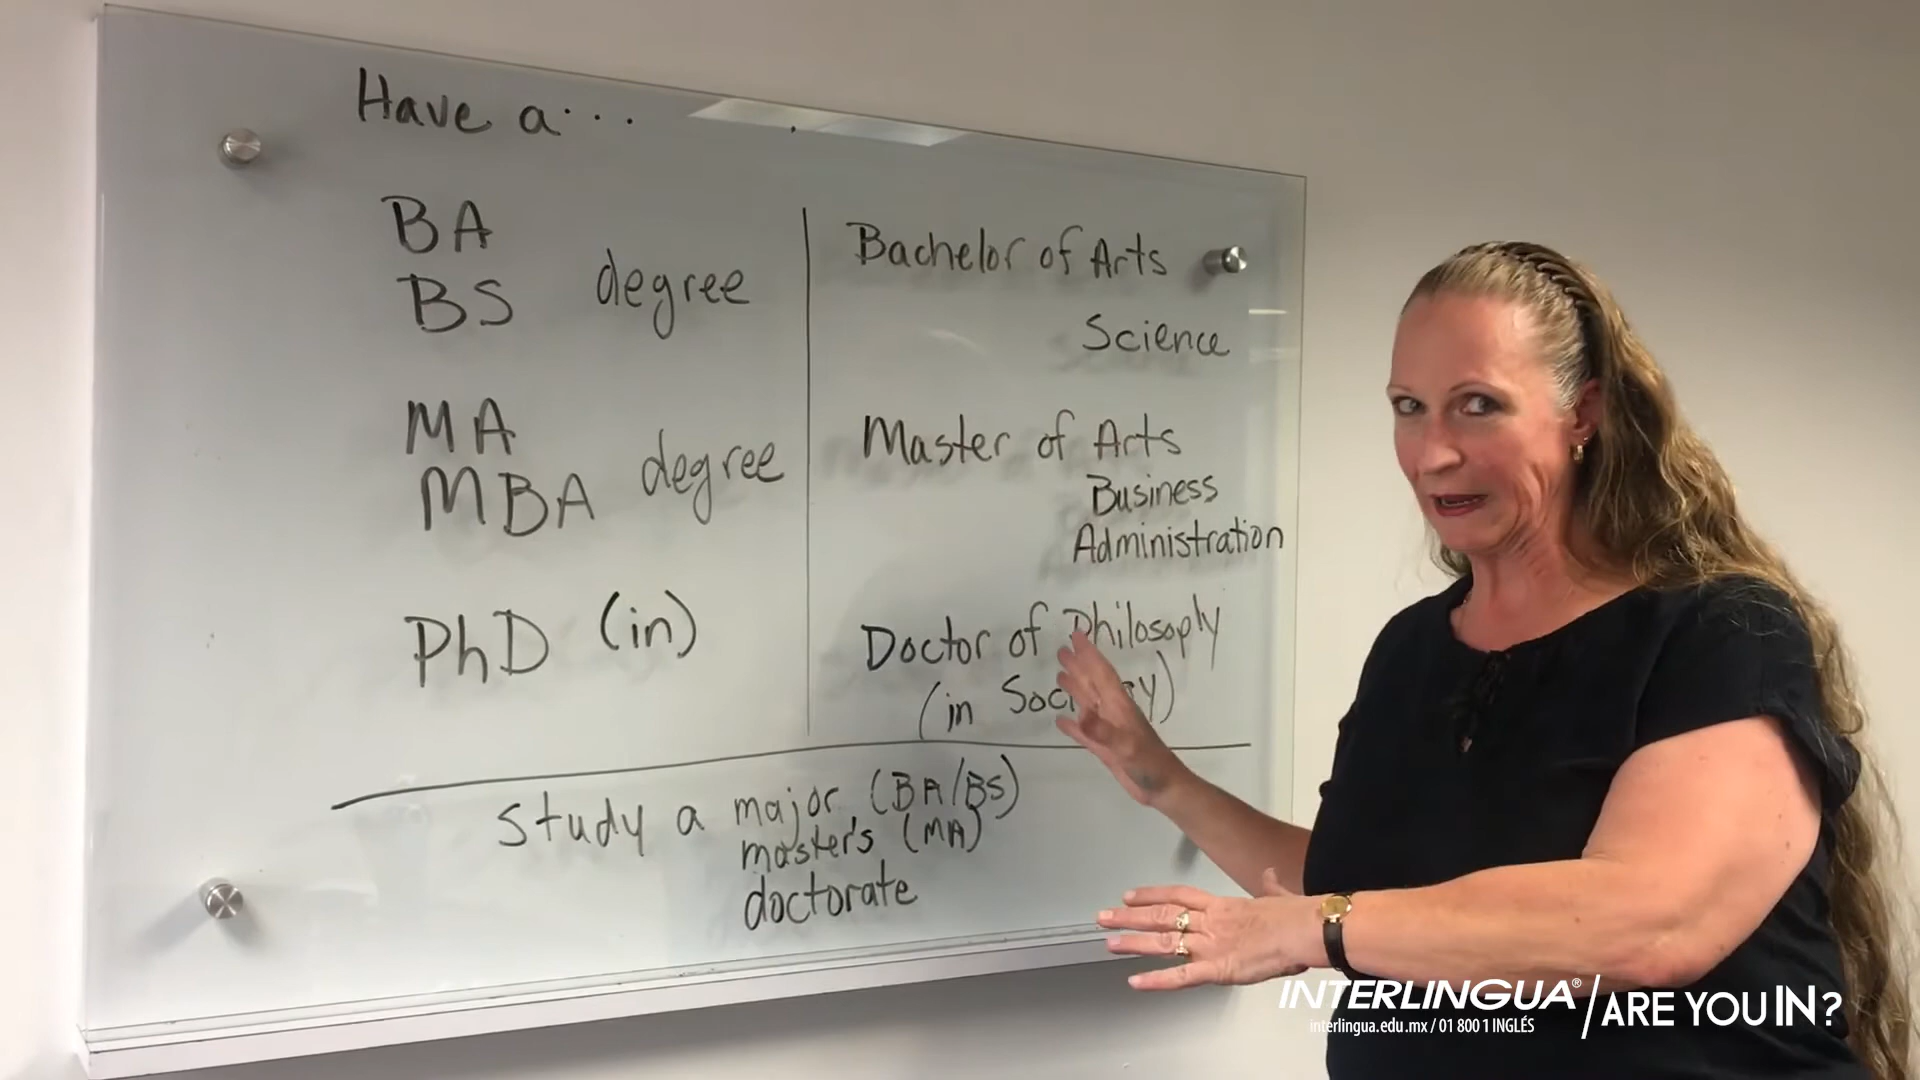 Have a...
BA
BS degree
MA
MBA degree
PhD (in)
Bachelor of Arts
Science
Master of Arts
Business
Administration
Doctor of Philosophy
(in
study a major (BA/BS)
master's (MA)
doctorate
INTERLINGUA® / ARE YOU IN?
interlingua.edu.mx / 01 800 1 INGLÉS